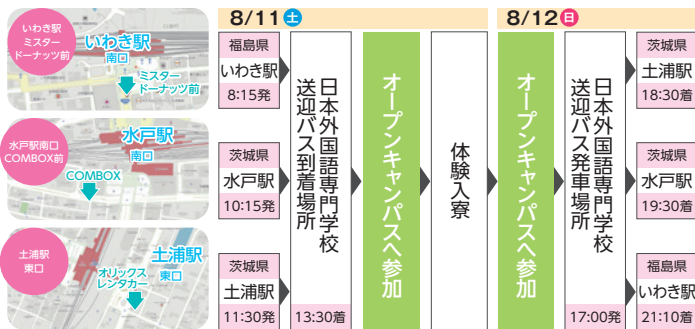 いわき駅
ミスター
ドーナッツ前
いわき駅
南口
ミスター
ドーナッツ前
水戸駅南口
COMBOX前
水戸駅
南口
COMBOX
土浦駅
東口
土浦駅
東口
オリックス
レンタカー
8/11土
福島県
いわき駅
8:15発
茨城県
水戸駅
10:15発
茨城県
土浦駅
11:30発
日本外国語専門学校
送迎バス到着場所
13:30着
オープンキャンパスへ参加
体験入寮
8/12日
オープンキャンパスへ参加
日本外国語専門学校
送迎バス発車場所
17:00発
茨城県
土浦駅
18:30着
茨城県
水戸駅
19:30着
福島県
いわき駅
21:10着